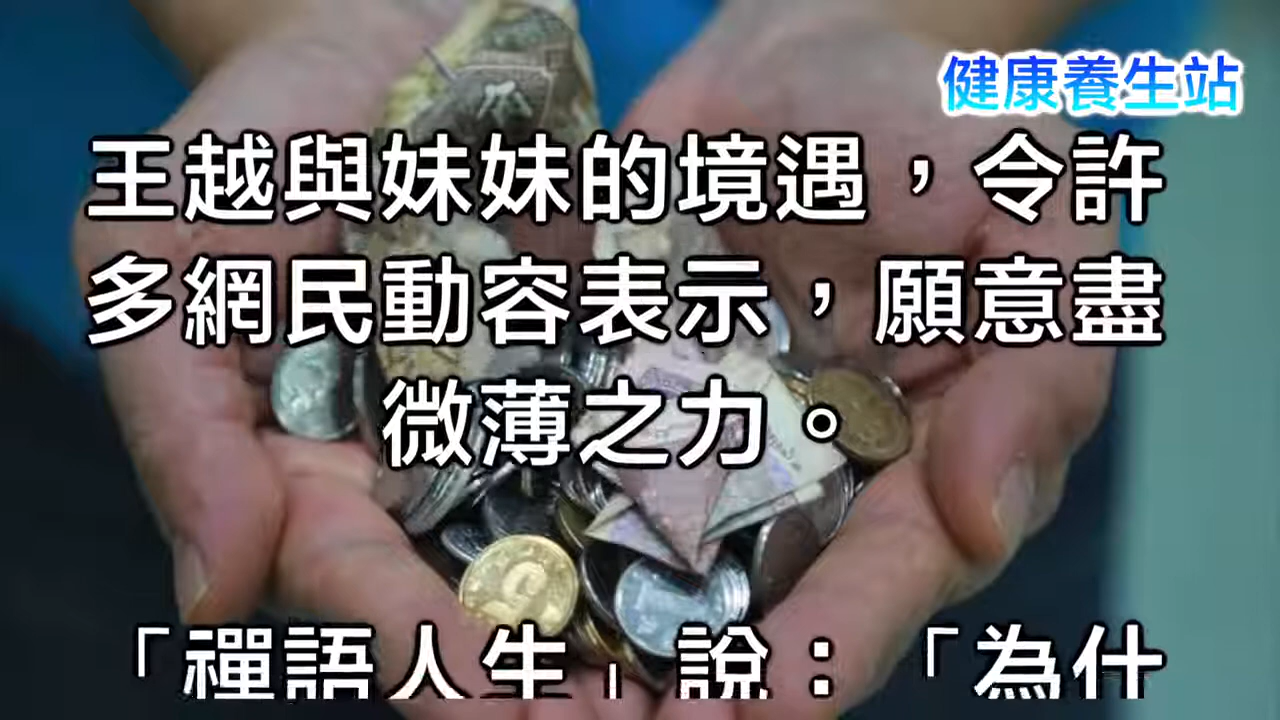 健康養生站
王越與妹妹的境遇，令許
多網民動容表示，願意盡
微薄之力。
「禪語人生」說：「為什